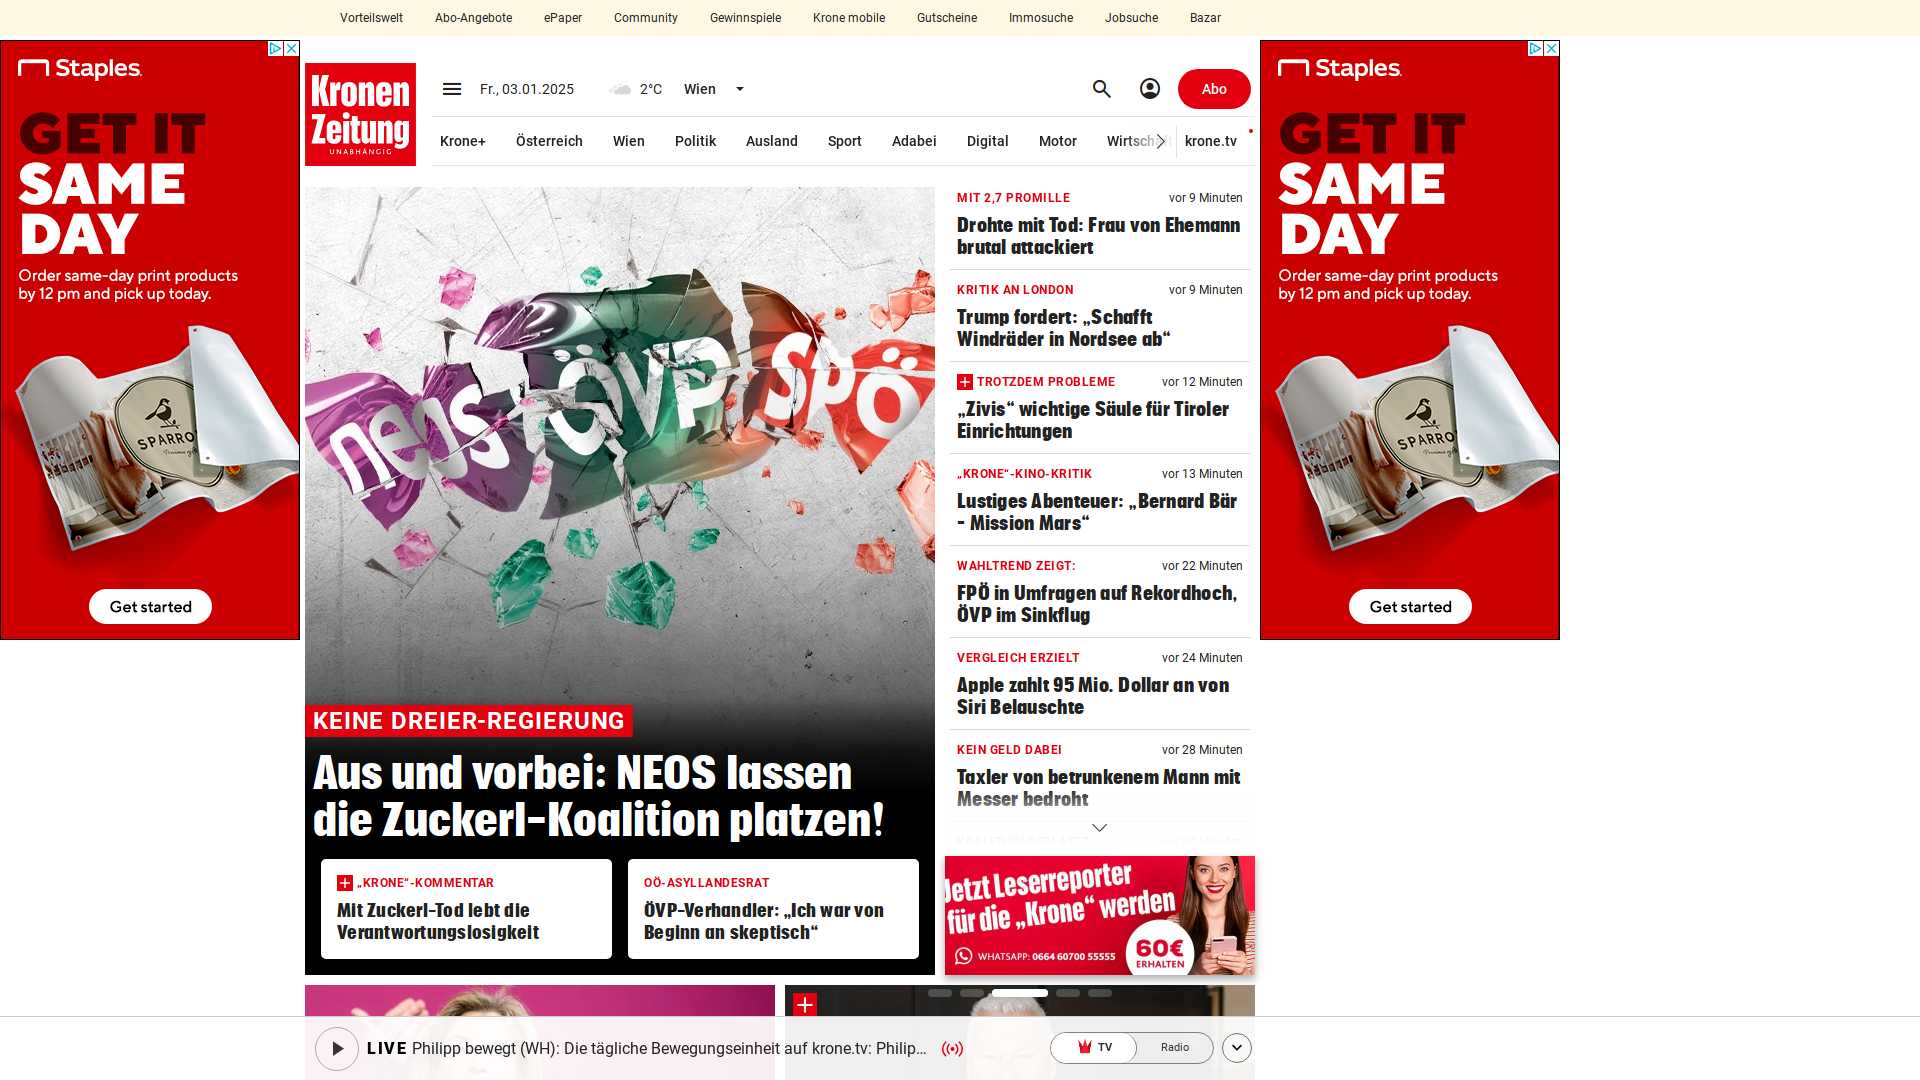 Vorteilswelt Abo-Angebote ePaper Community Gewinnspiele Krone mobile Gutscheine Immosuche Jobsuche Bazar
Staples
GET IT
SAME
DAY
Order same-day print products
by 12 pm and pick up today.
SPARRO
Get started
Kronen
Zeitung
UNABHÄNGIG
Fr., 03.01.2025
2°C
Wien
Abo
Krone+ Österreich Wien Politik Ausland Sport Adabei Digital Motor Wirtsch krone.tv
neos ÖVP SPÖ
KEINE DREIER-REGIERUNG
Aus und vorbei: NEOS lassen
die Zuckerl-Koalition platzen!
„KRONE“-KOMMENTAR
Mit Zuckerl-Tod lebt die
Verantwortungslosigkeit
OÖ-ASYLLANDESRAT
ÖVP-Verhandler: „Ich war von
Beginn an skeptisch“
MIT 2,7 PROMILLE vor 9 Minuten
Drohte mit Tod: Frau von Ehemann
brutal attackiert
KRITIK AN LONDON vor 9 Minuten
Trump fordert: „Schafft
Windräder in Nordsee ab“
TROTZDEM PROBLEME vor 12 Minuten
„Zivis“ wichtige Säule für Tiroler
Einrichtungen
„KRONE“-KINO-KRITIK vor 13 Minuten
Lustiges Abenteuer: „Bernard Bär
- Mission Mars“
WAHLTREND ZEIGT: vor 22 Minuten
FPÖ in Umfragen auf Rekordhoch,
ÖVP im Sinkflug
VERGLEICH ERZIELT vor 24 Minuten
Apple zahlt 95 Mio. Dollar an von
Siri Belauschte
KEIN GELD DABEI vor 28 Minuten
Taxler von betrunkenem Mann mit
Messer bedroht
Jetzt Leserreporter
für die „Krone“ werden
WHATSAPP: 0664 60700 55555
60€
ERHALTEN
Staples
GET IT
SAME
DAY
Order same-day print products
by 12 pm and pick up today.
SPARRO
Get started
LIVE Philipp bewegt (WH): Die tägliche Bewegungseinheit auf krone.tv: Philip...
TV
Radio